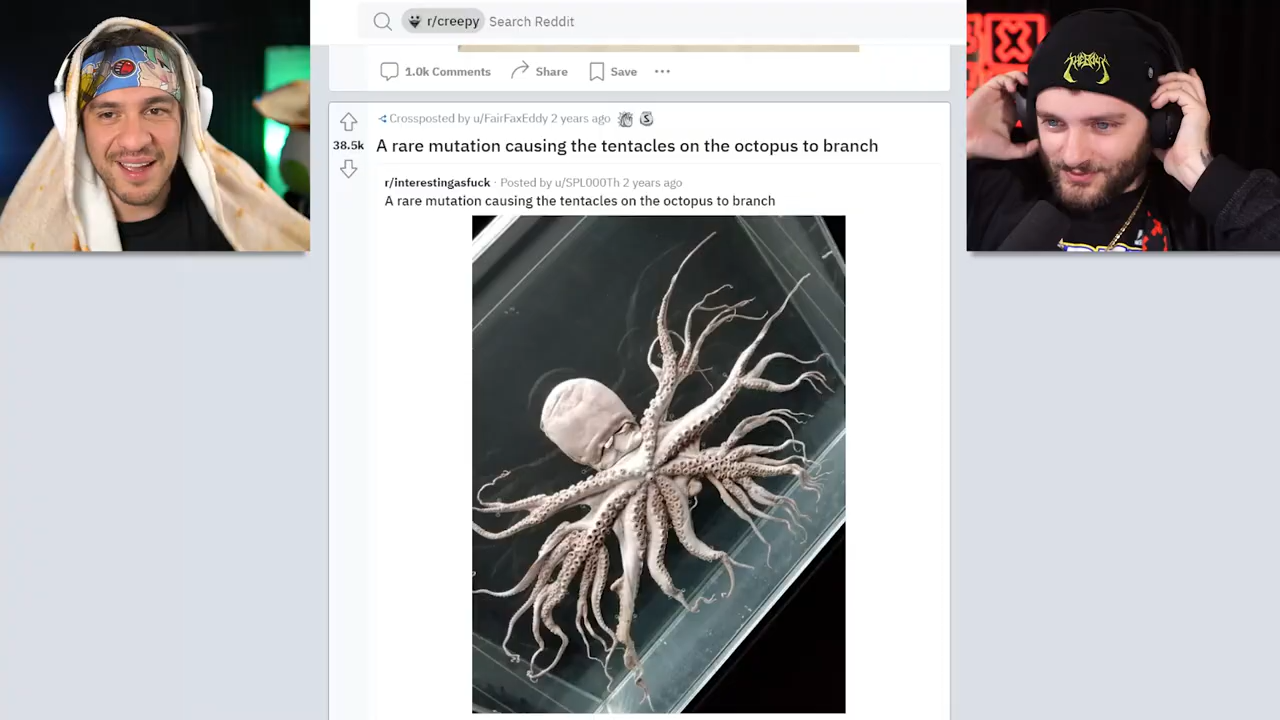 r/creepy Search Reddit
1.0k Comments Share Save
Crossposted by u/FairFaxEddy 2 years ago
38.5k
A rare mutation causing the tentacles on the octopus to branch
r/interestingasfuck · Posted by u/SPL000Th 2 years ago
A rare mutation causing the tentacles on the octopus to branch